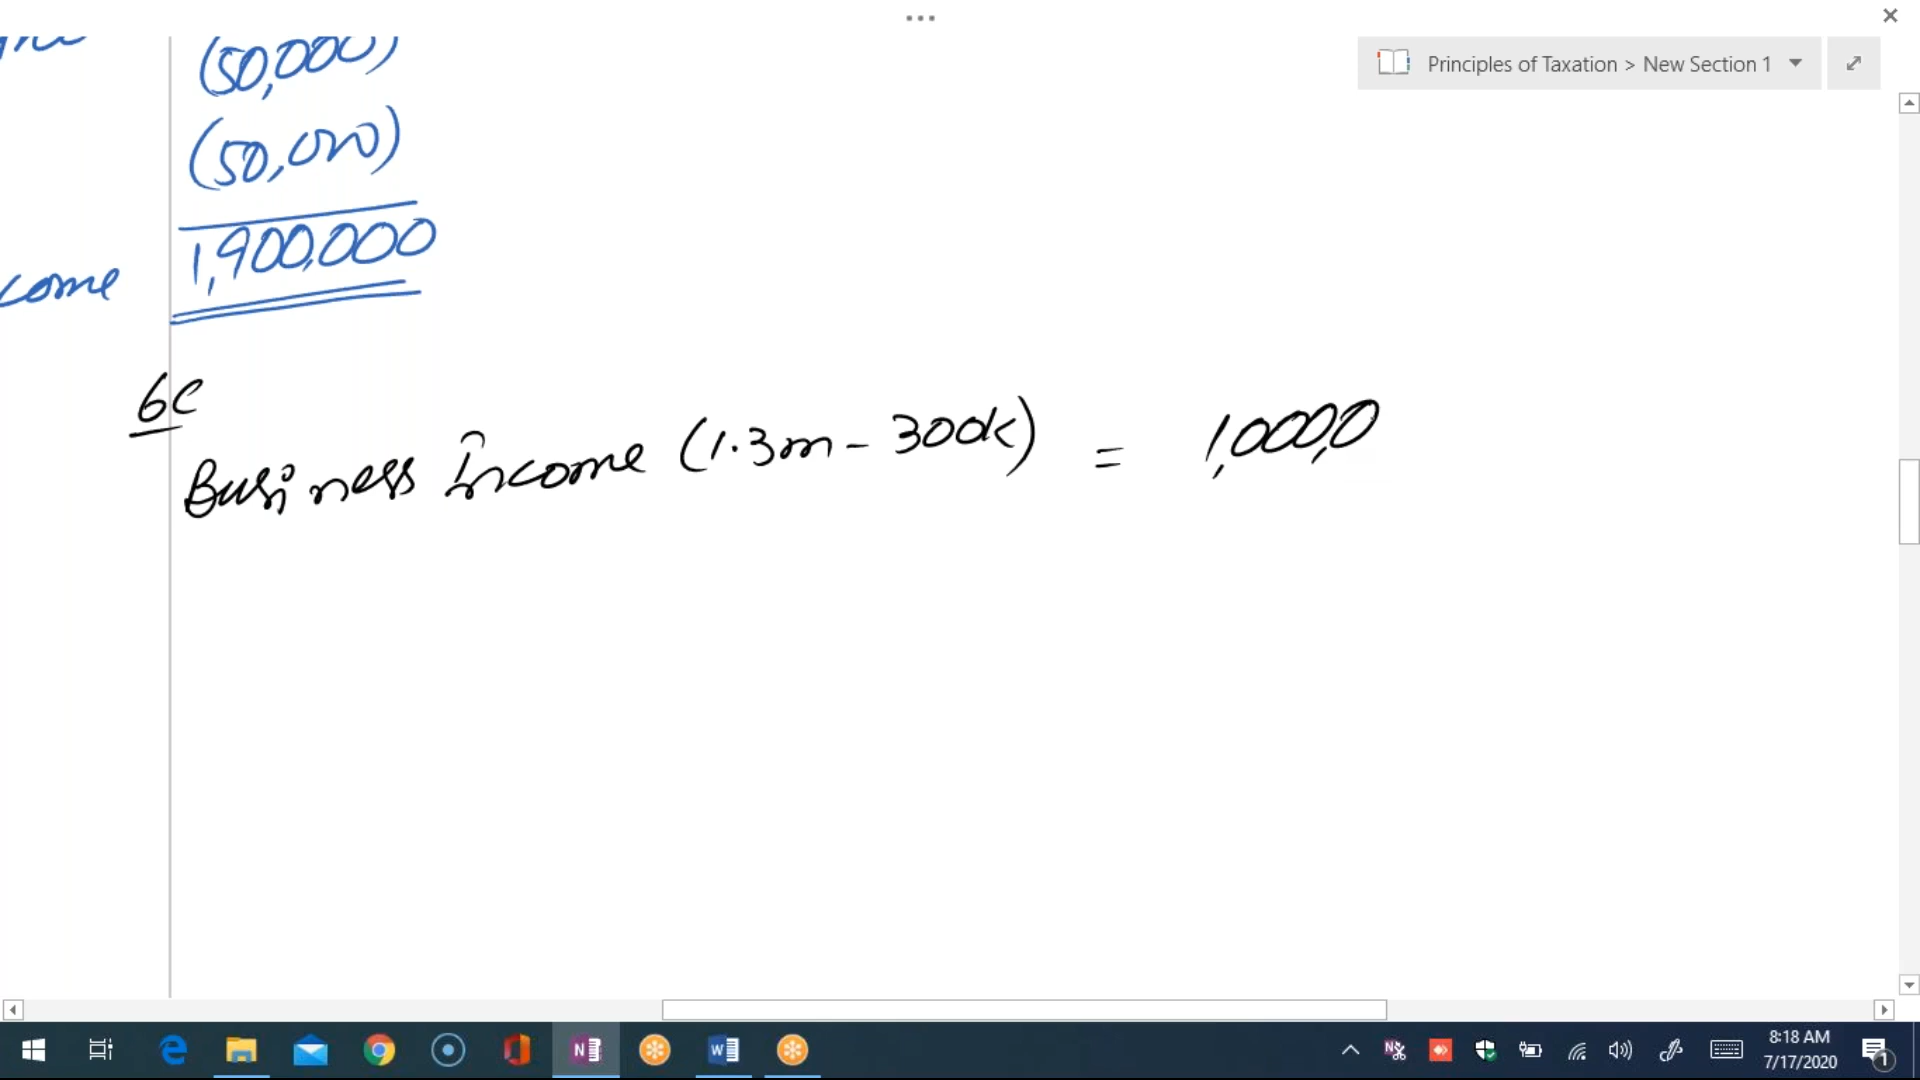 Principles of Taxation > New Section 1
(50,000)
(50,000)
1,900,000
come
6C
Business income (1.3m - 300k) = 1,000,0
8:18 AM
7/17/2020
1